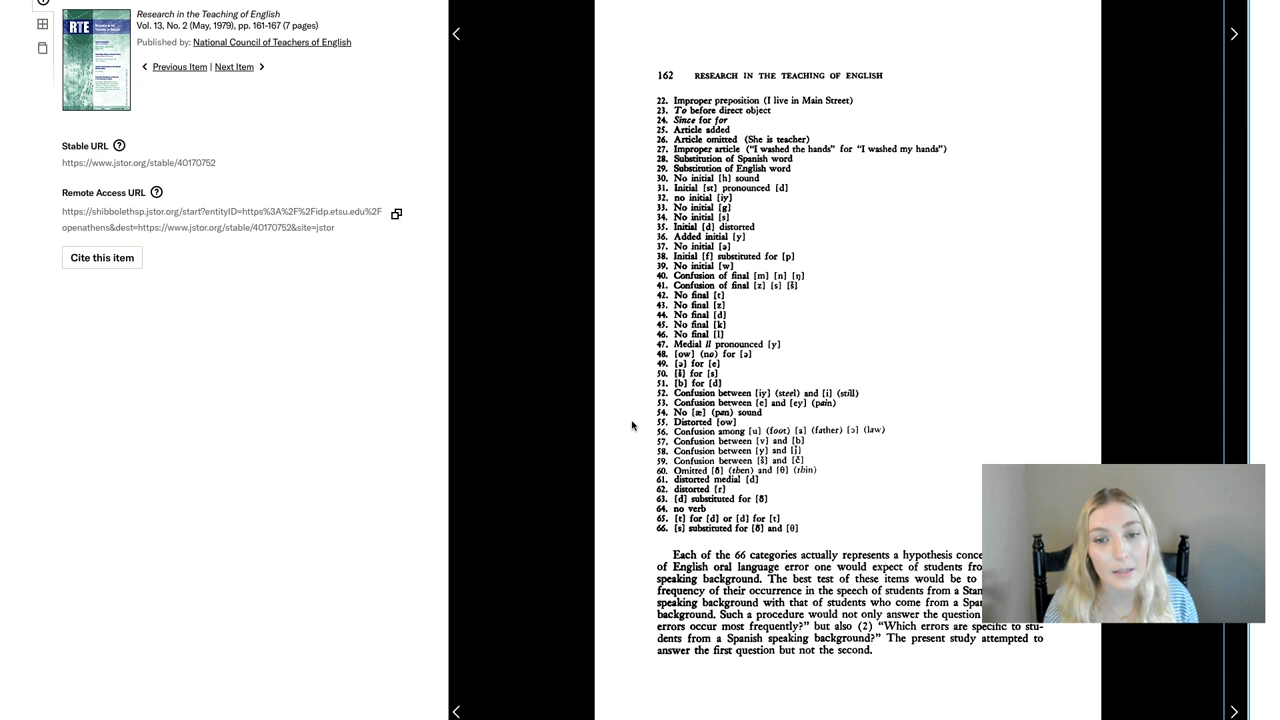 RTE
Research in the Teaching of English
Vol. 13, No. 2 (May, 1979), pp. 161-167 (7 pages)
Published by: National Council of Teachers of English
Previous Item | Next Item
Stable URL
https://www.jstor.org/stable/40170752
Remote Access URL
https://shibbolethsp.jstor.org/start?entityID=https%3A%2F%2Fidp.etsu.edu%2F
openathens&dest=https://www.jstor.org/stable/40170752&site=jstor
Cite this item
162 RESEARCH IN THE TEACHING OF ENGLISH
22. Improper preposition (I live in Main Street)
23. To before direct object
24. Since for for
25. Article added
26. Article omitted (She is teacher)
27. Improper article ("I washed the hands" for "I washed my hands")
28. Substitution of Spanish word
29. Substitution of English word
30. No initial [h] sound
31. Initial [st] pronounced [d]
32. no initial [iy]
33. No initial [g]
34. No initial [s]
35. Initial [d] distorted
36. Added initial [y]
37. No initial [ə]
38. Initial [f] substituted for [p]
39. No initial [w]
40. Confusion of final [m] [n] [ŋ]
41. Confusion of final [z] [s] [š]
42. No final [t]
43. No final [z]
44. No final [d]
45. No final [k]
46. No final [l]
47. Medial ll pronounced [y]
48. [ow] (no) for [ə]
49. [ə] for [e]
50. [š] for [s]
51. [b] for [d]
52. Confusion between [iy] (steel) and [i] (still)
53. Confusion between [e] and [ey] (pain)
54. No [æ] (pan) sound
55. Distorted [ow]
56. Confusion among [u] (foot) [a] (father) [ɔ] (law)
57. Confusion between [v] and [b]
58. Confusion between [y] and [ǰ]
59. Confusion between [š] and [č]
60. Omitted [ð] (then) and [θ] (thin)
61. distorted medial [d]
62. distorted [r]
63. [d] substituted for [ð]
64. no verb
65. [t] for [d] or [d] for [t]
66. [s] substituted for [ð] and [θ]
Each of the 66 categories actually represents a hypothesis conce
of English oral language error one would expect of students fro
speaking background. The best test of these items would be to
frequency of their occurrence in the speech of students from a Stan
speaking background with that of students who come from a Span
background. Such a procedure would not only answer the question
errors occur most frequently?" but also (2) "Which errors are specific to stu-
dents from a Spanish speaking background?" The present study attempted to
answer the first question but not the second.